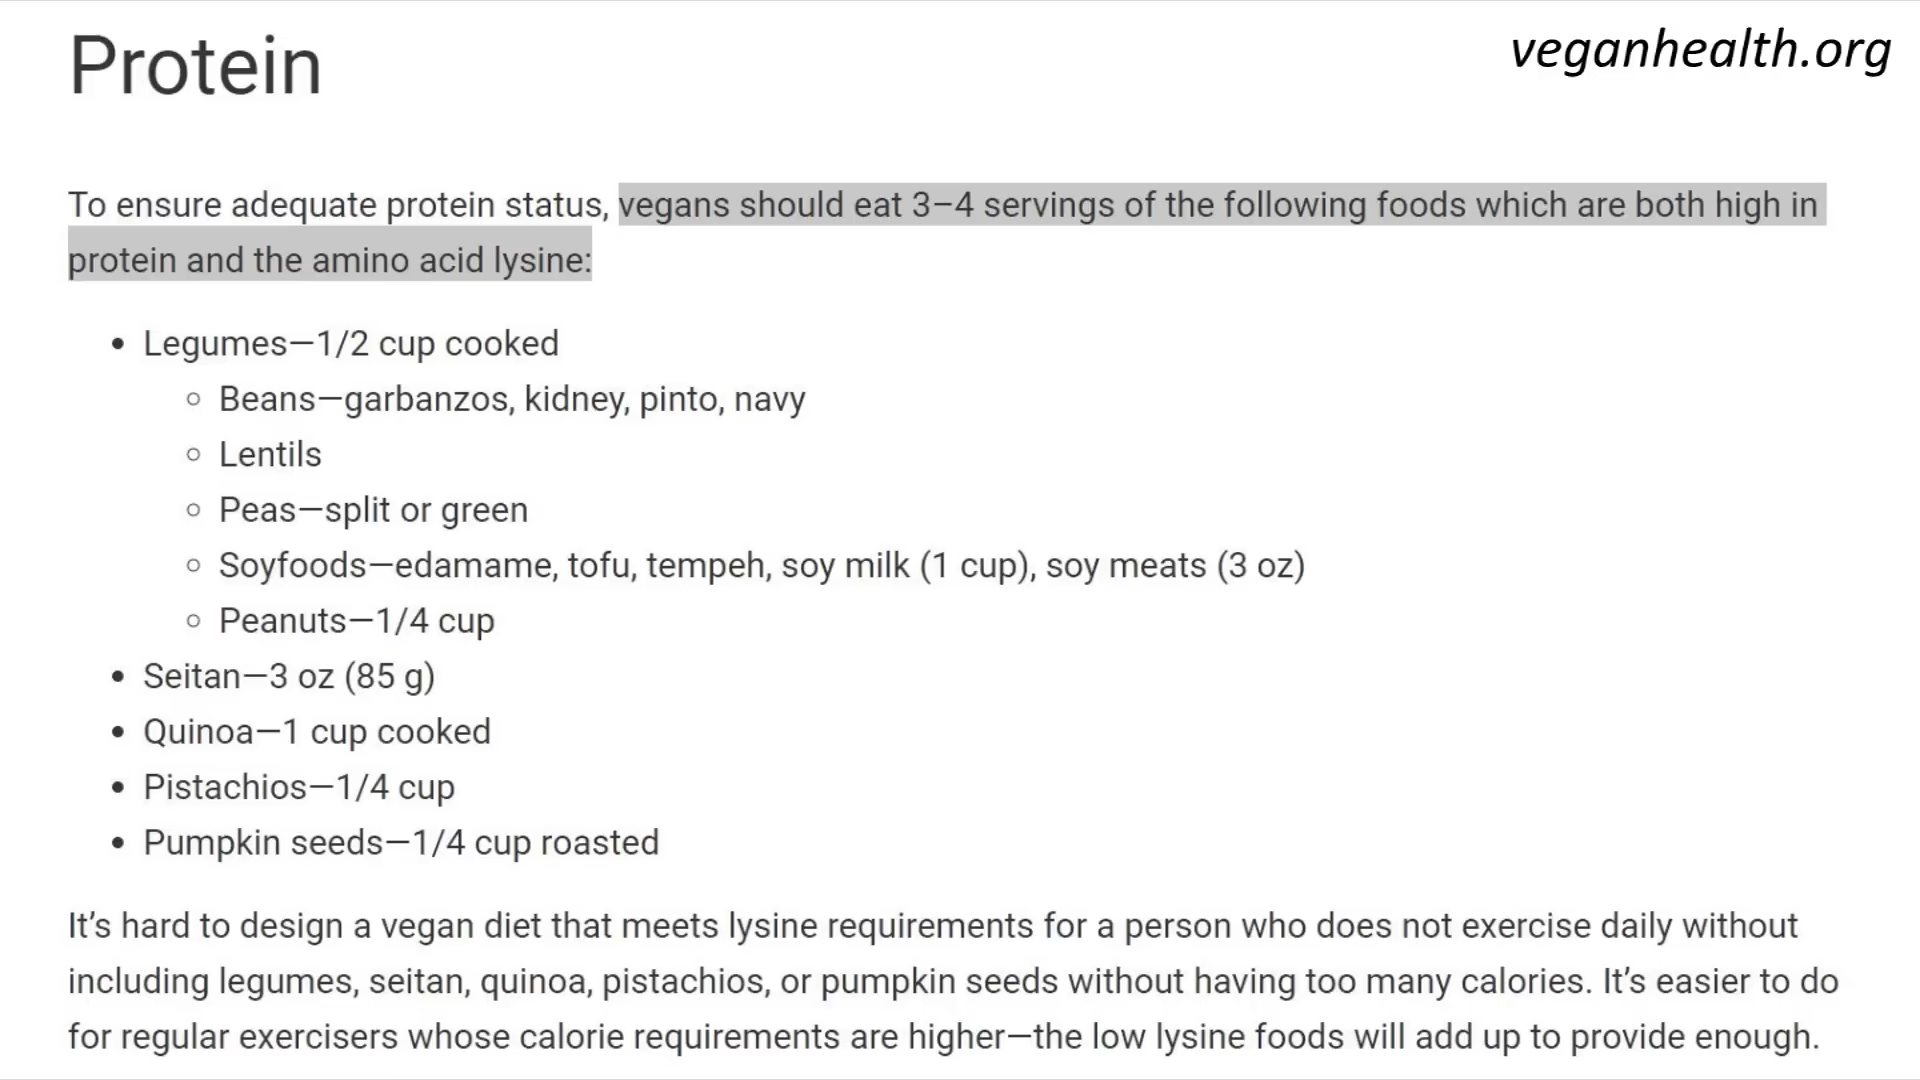 Protein
veganhealth.org
To ensure adequate protein status, vegans should eat 3–4 servings of the following foods which are both high in
protein and the amino acid lysine:
• Legumes—1/2 cup cooked
○ Beans—garbanzos, kidney, pinto, navy
○ Lentils
○ Peas—split or green
○ Soyfoods—edamame, tofu, tempeh, soy milk (1 cup), soy meats (3 oz)
○ Peanuts—1/4 cup
• Seitan—3 oz (85 g)
• Quinoa—1 cup cooked
• Pistachios—1/4 cup
• Pumpkin seeds—1/4 cup roasted
It’s hard to design a vegan diet that meets lysine requirements for a person who does not exercise daily without
including legumes, seitan, quinoa, pistachios, or pumpkin seeds without having too many calories. It’s easier to do
for regular exercisers whose calorie requirements are higher—the low lysine foods will add up to provide enough.